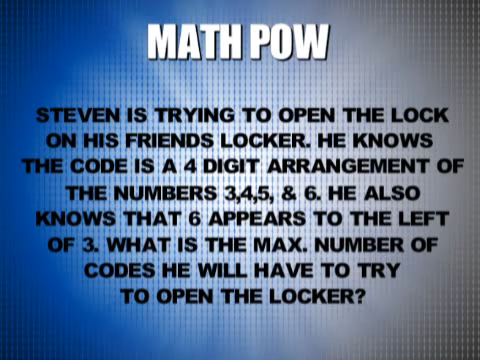 MATH POW
STEVEN IS TRYING TO OPEN THE LOCK
ON HIS FRIENDS LOCKER. HE KNOWS
THE CODE IS A 4 DIGIT ARRANGEMENT OF
THE NUMBERS 3,4,5, & 6. HE ALSO
KNOWS THAT 6 APPEARS TO THE LEFT
OF 3. WHAT IS THE MAX. NUMBER OF
CODES HE WILL HAVE TO TRY
TO OPEN THE LOCKER?